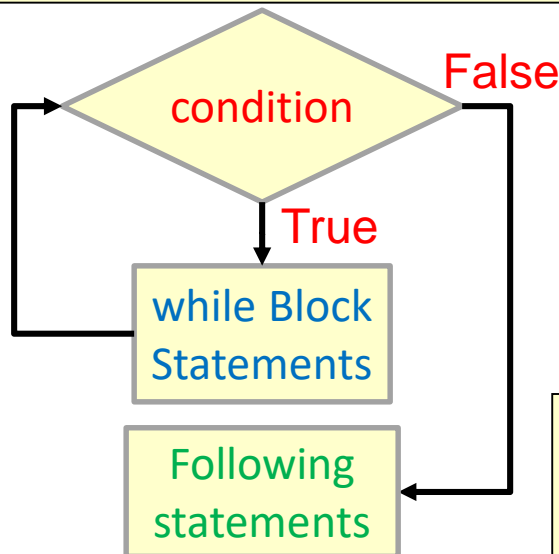 condition
False
True
while Block
Statements
Following
statements